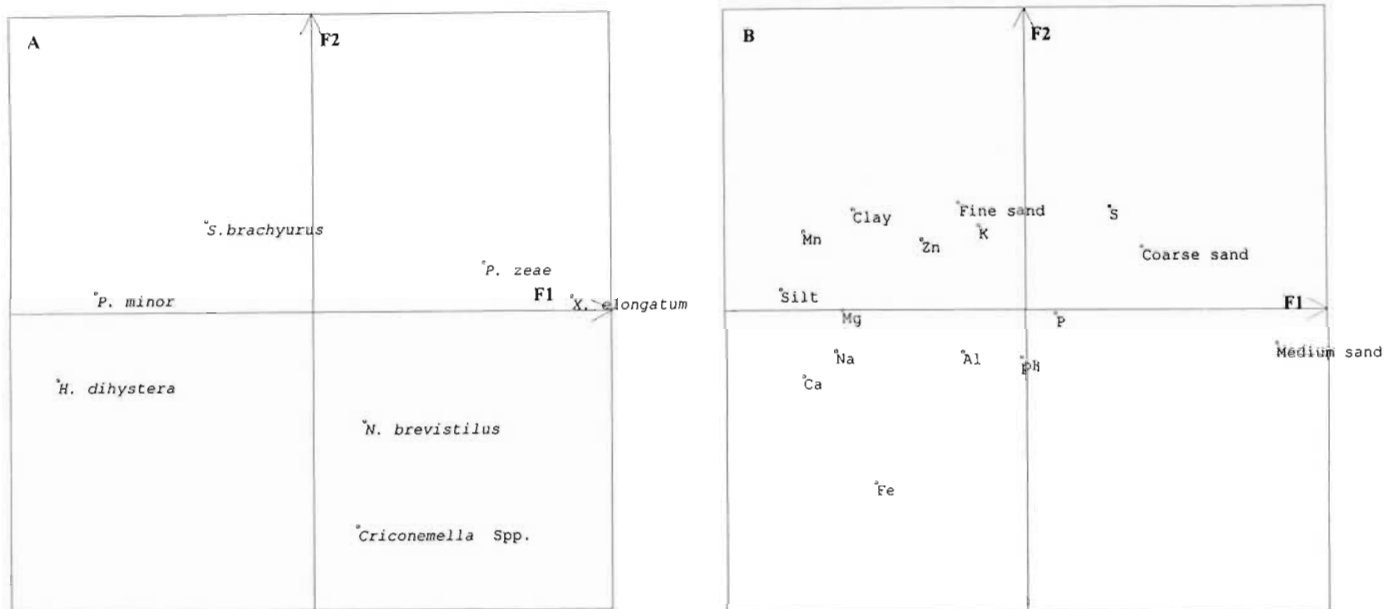 A
F2
S.brachyurus
P. zeae
P. minor
F1
X. elongatum
H. dihystera
N. brevistilus
Criconemella Spp.
B
F2
Fine sand
S
Clay
K
Mn
Zn
Coarse sand
Silt
F1
Mg
P
Medium sand
Na
Al
pH
Ca
Fe